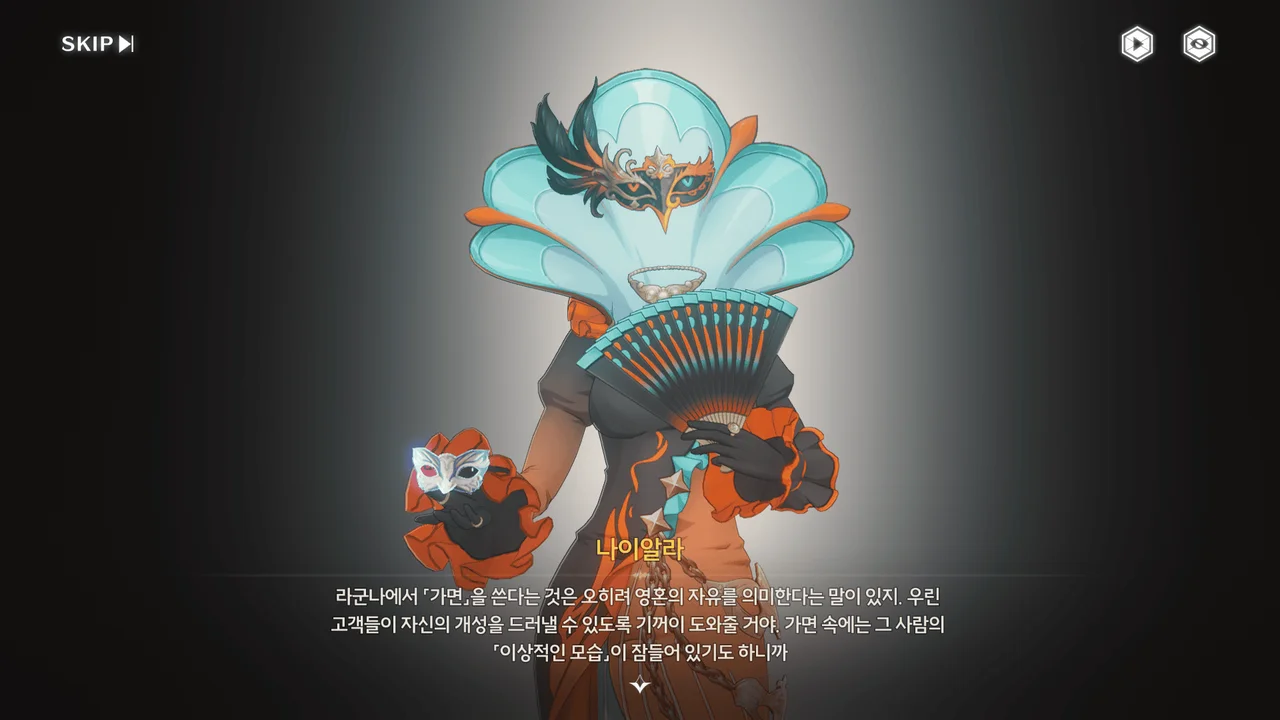 SKIP
나이알라
라군나에서 「가면」을 쓴다는 것은 오히려 영혼의 자유를 의미한다는 말이 있지. 우린
고객들이 자신의 개성을 드러낼 수 있도록 기꺼이 도와줄 거야. 가면 속에는 그 사람의
「이상적인 모습」이 잠들어 있기도 하니까